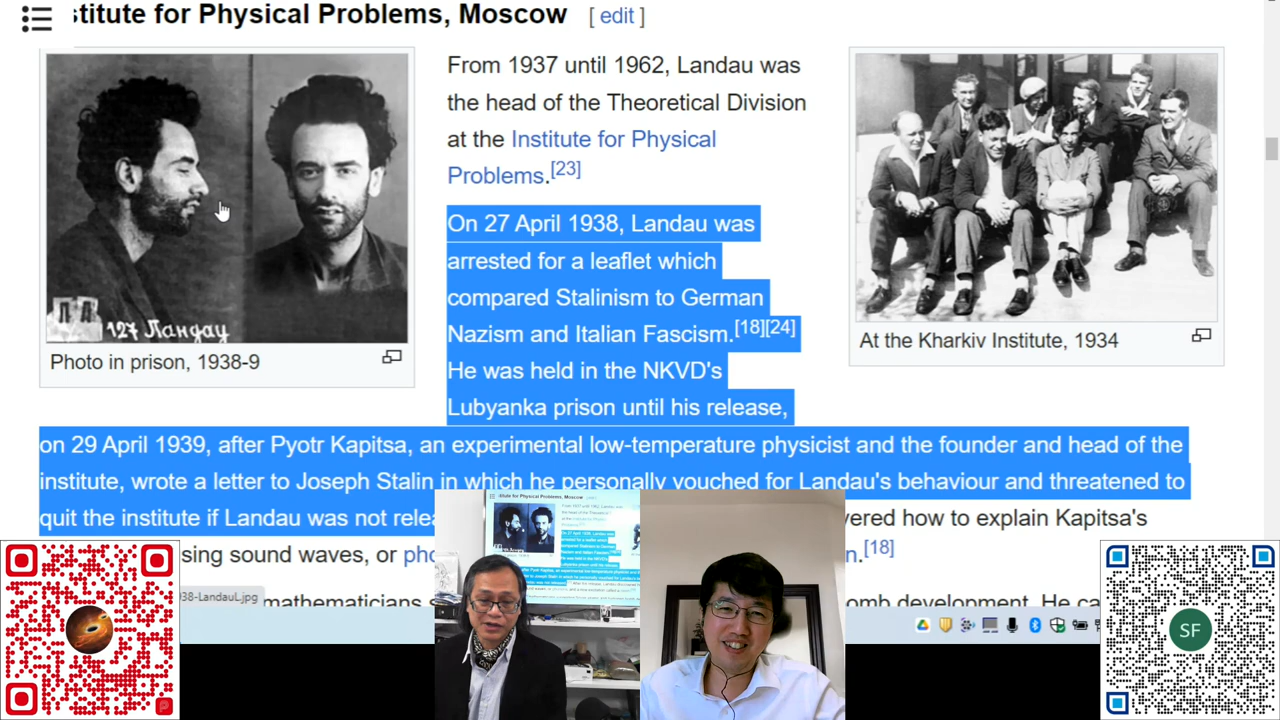 stitute for Physical Problems, Moscow [ edit ]
127 Ландау
Photo in prison, 1938-9
From 1937 until 1962, Landau was
the head of the Theoretical Division
at the Institute for Physical
Problems.[23]
At the Kharkiv Institute, 1934
On 27 April 1938, Landau was
arrested for a leaflet which
compared Stalinism to German
Nazism and Italian Fascism.[18][24]
He was held in the NKVD's
Lubyanka prison until his release,
on 29 April 1939, after Pyotr Kapitsa, an experimental low-temperature physicist and the founder and head of the
institute, wrote a letter to Joseph Stalin in which he personally vouched for Landau's behaviour and threatened to
quit the institute if Landau was not
vered how to explain Kapitsa's
sing sound waves, or
n.[18]
38-LandauL.jpg
mathematicians
omb development. He
SF